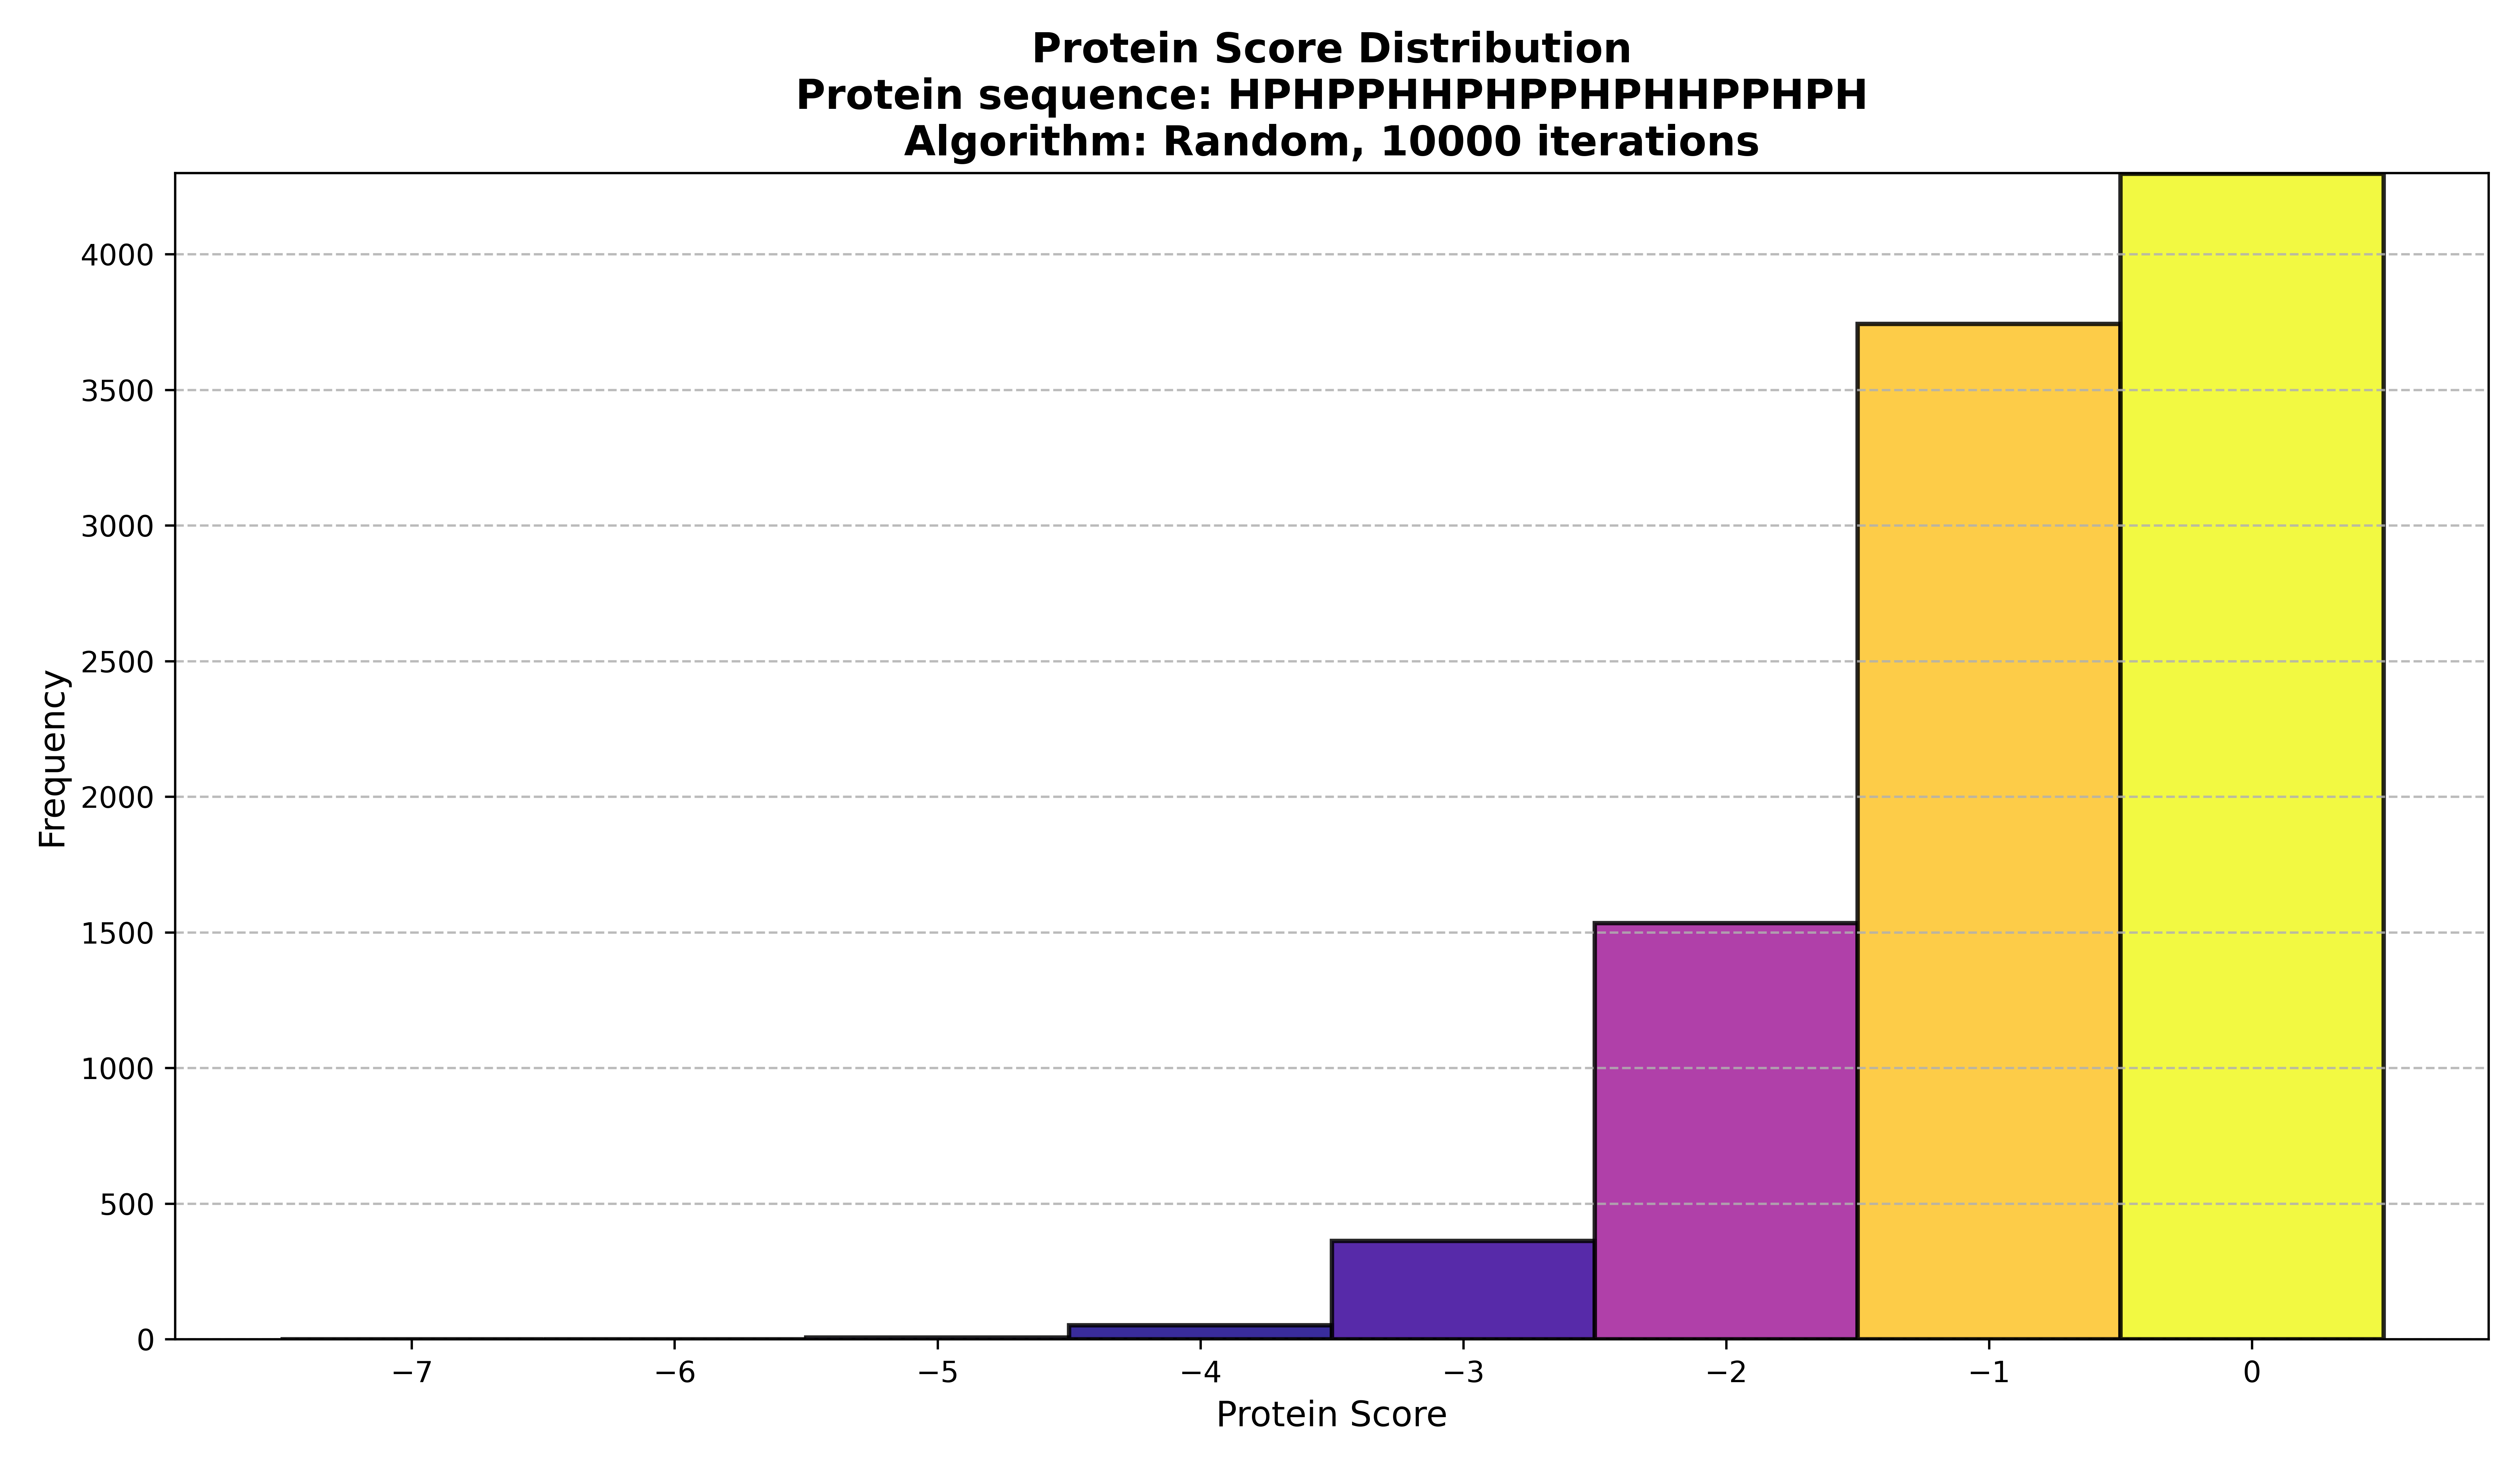 Protein Score Distribution
Protein sequence: HPHPPHHPHPPHPHHPPHPH
Algorithm: Random, 10000 iterations
4000
3500
3000
2500
2000
1500
1000
500
0
Frequency
−7 −6 −5 −4 −3 −2 −1 0
Protein Score